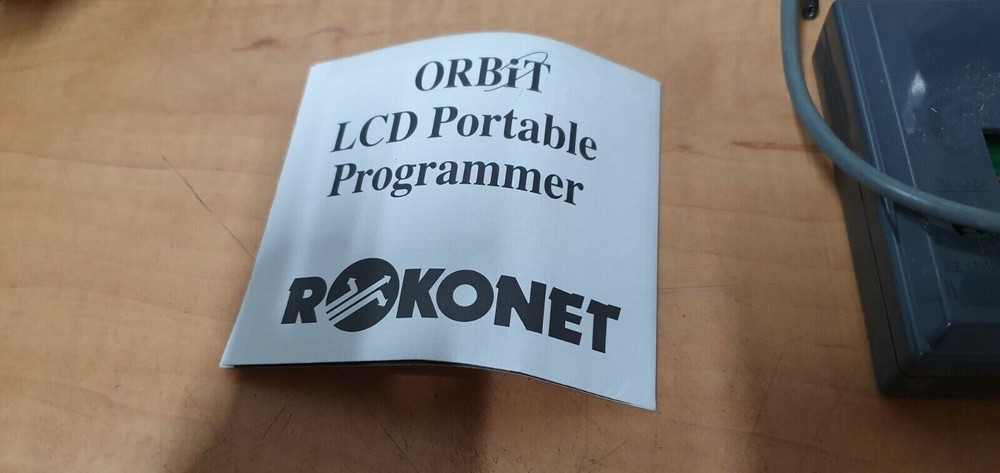 ORBiT
LCD Portable
Programmer
ROKONET